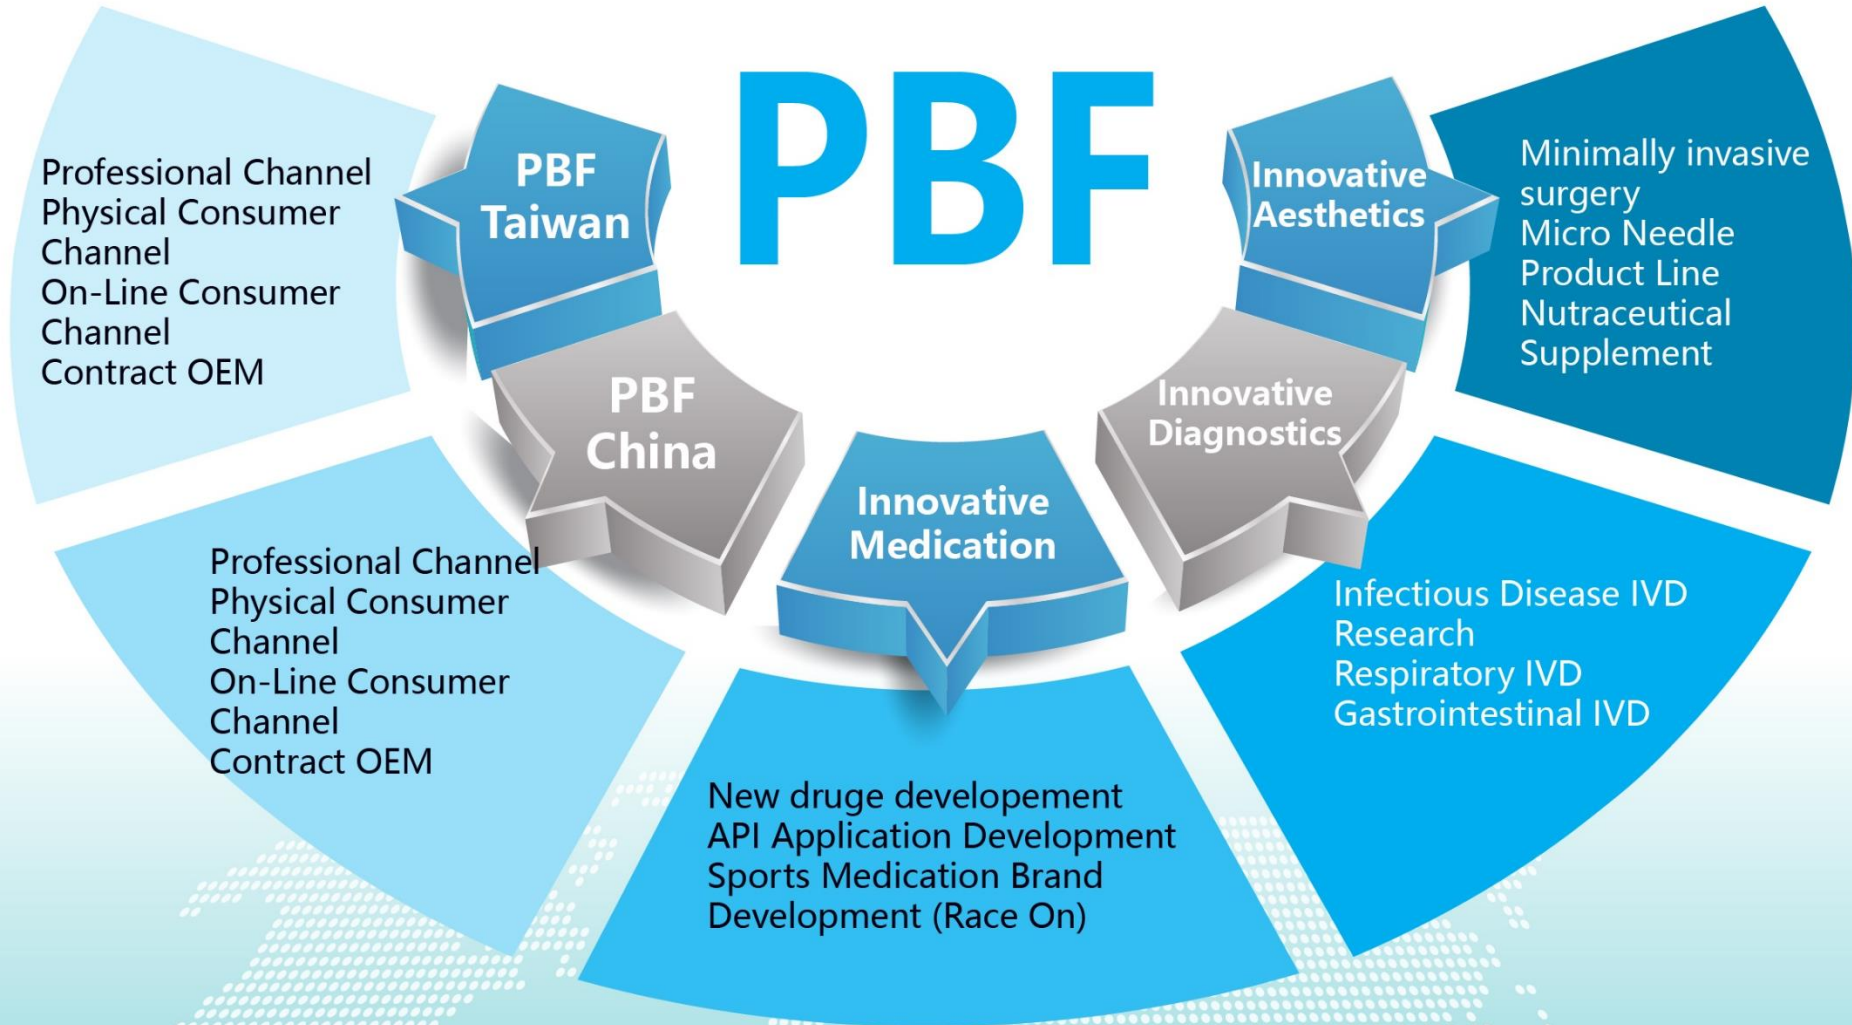 PBF
PBF
Taiwan
Professional Channel
Physical Consumer
Channel
On-Line Consumer
Channel
Contract OEM
PBF
China
Professional Channel
Physical Consumer
Channel
On-Line Consumer
Channel
Contract OEM
Innovative
Medication
New druge developement
API Application Development
Sports Medication Brand
Development (Race On)
Innovative
Diagnostics
Infectious Disease IVD
Research
Respiratory IVD
Gastrointestinal IVD
Innovative
Aesthetics
Minimally invasive
surgery
Micro Needle
Product Line
Nutraceutical
Supplement